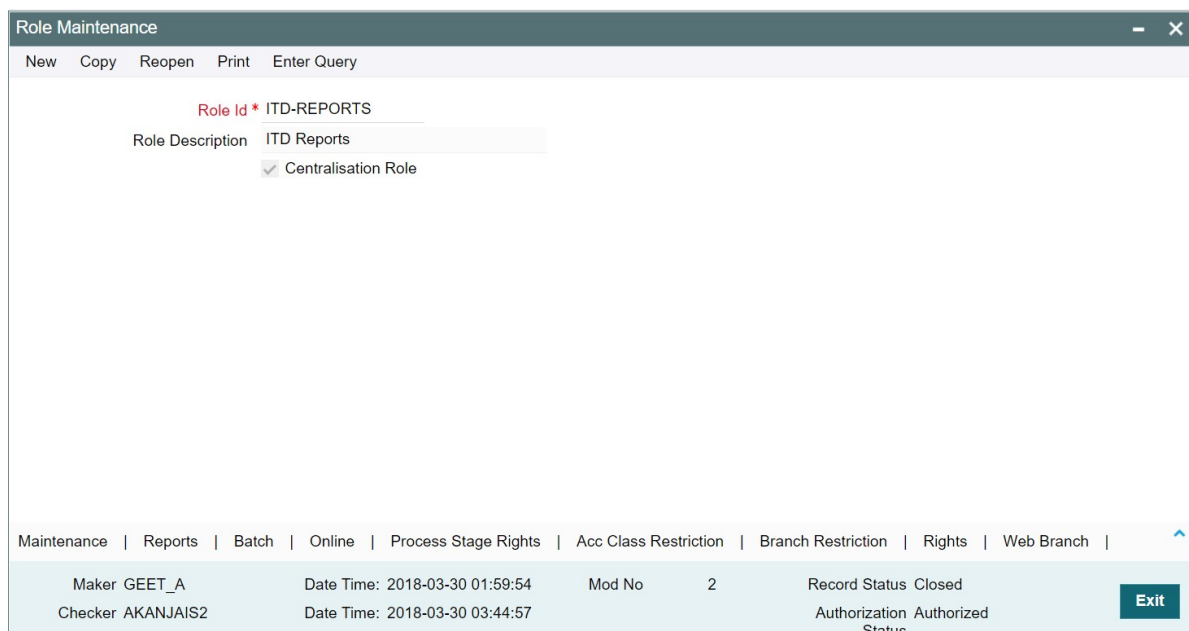 Role Maintenance
New Copy Reopen Print Enter Query
Role Id * ITD-REPORTS
Role Description ITD Reports
Centralisation Role
Maintenance | Reports | Batch | Online | Process Stage Rights | Acc Class Restriction | Branch Restriction | Rights | Web Branch |
Maker GEET_A Date Time: 2018-03-30 01:59:54 Mod No 2 Record Status Closed
Checker AKANJAIS2 Date Time: 2018-03-30 03:44:57 Authorization Authorized
Status
Exit